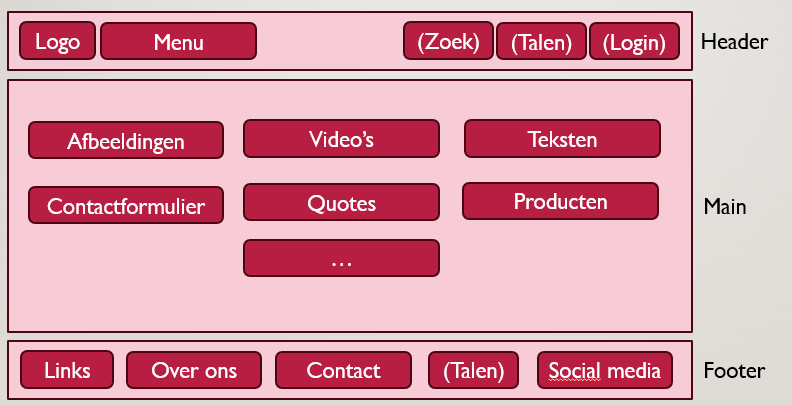 Logo
Menu
(Zoek)
(Talen)
(Login)
Header
Afbeeldingen
Video's
Teksten
Contactformulier
Quotes
Producten
Main
...
Links
Over ons
Contact
(Talen)
Social media
Footer